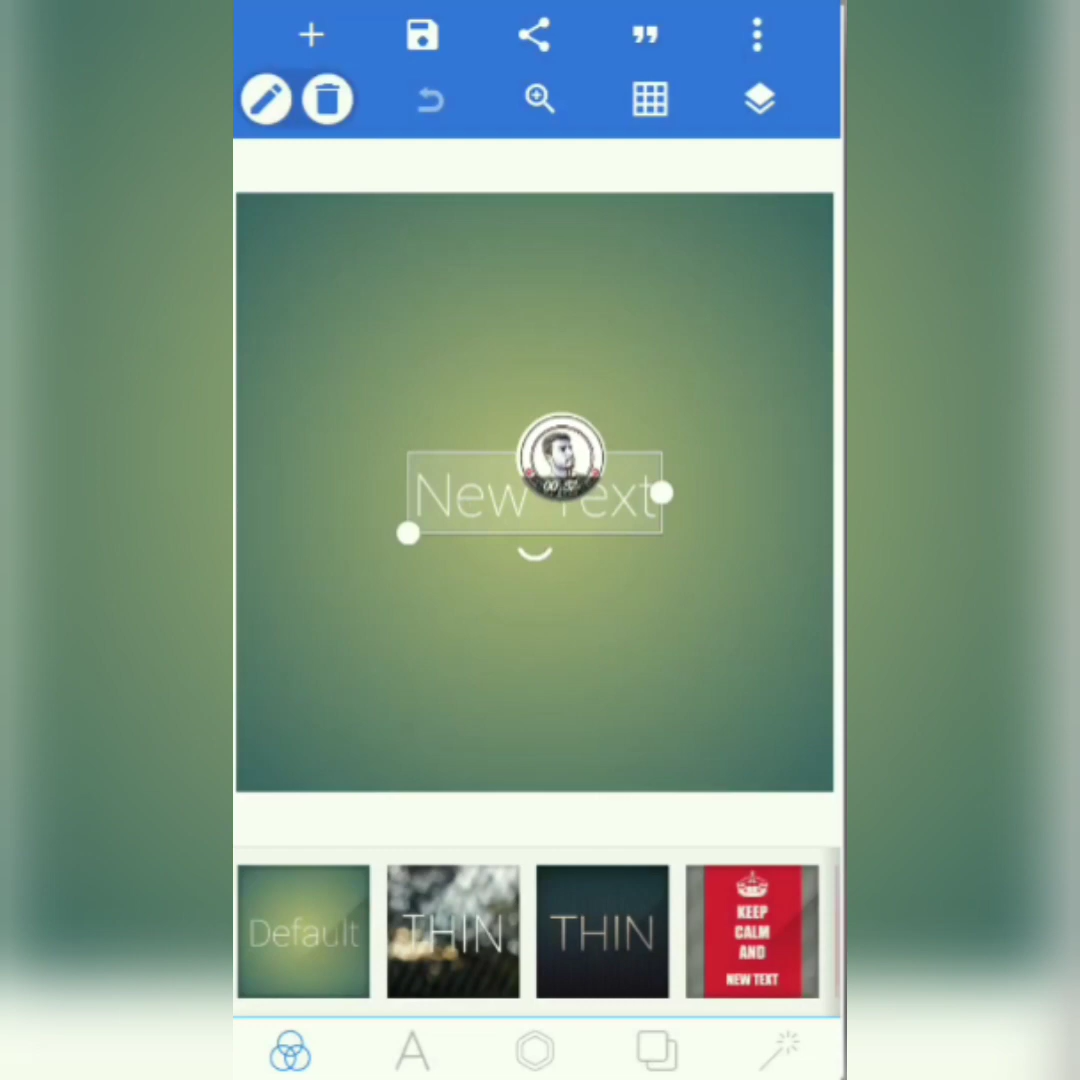 New Text
Default
THIN
THIN
KEEP
CALM
AND
NEW TEXT